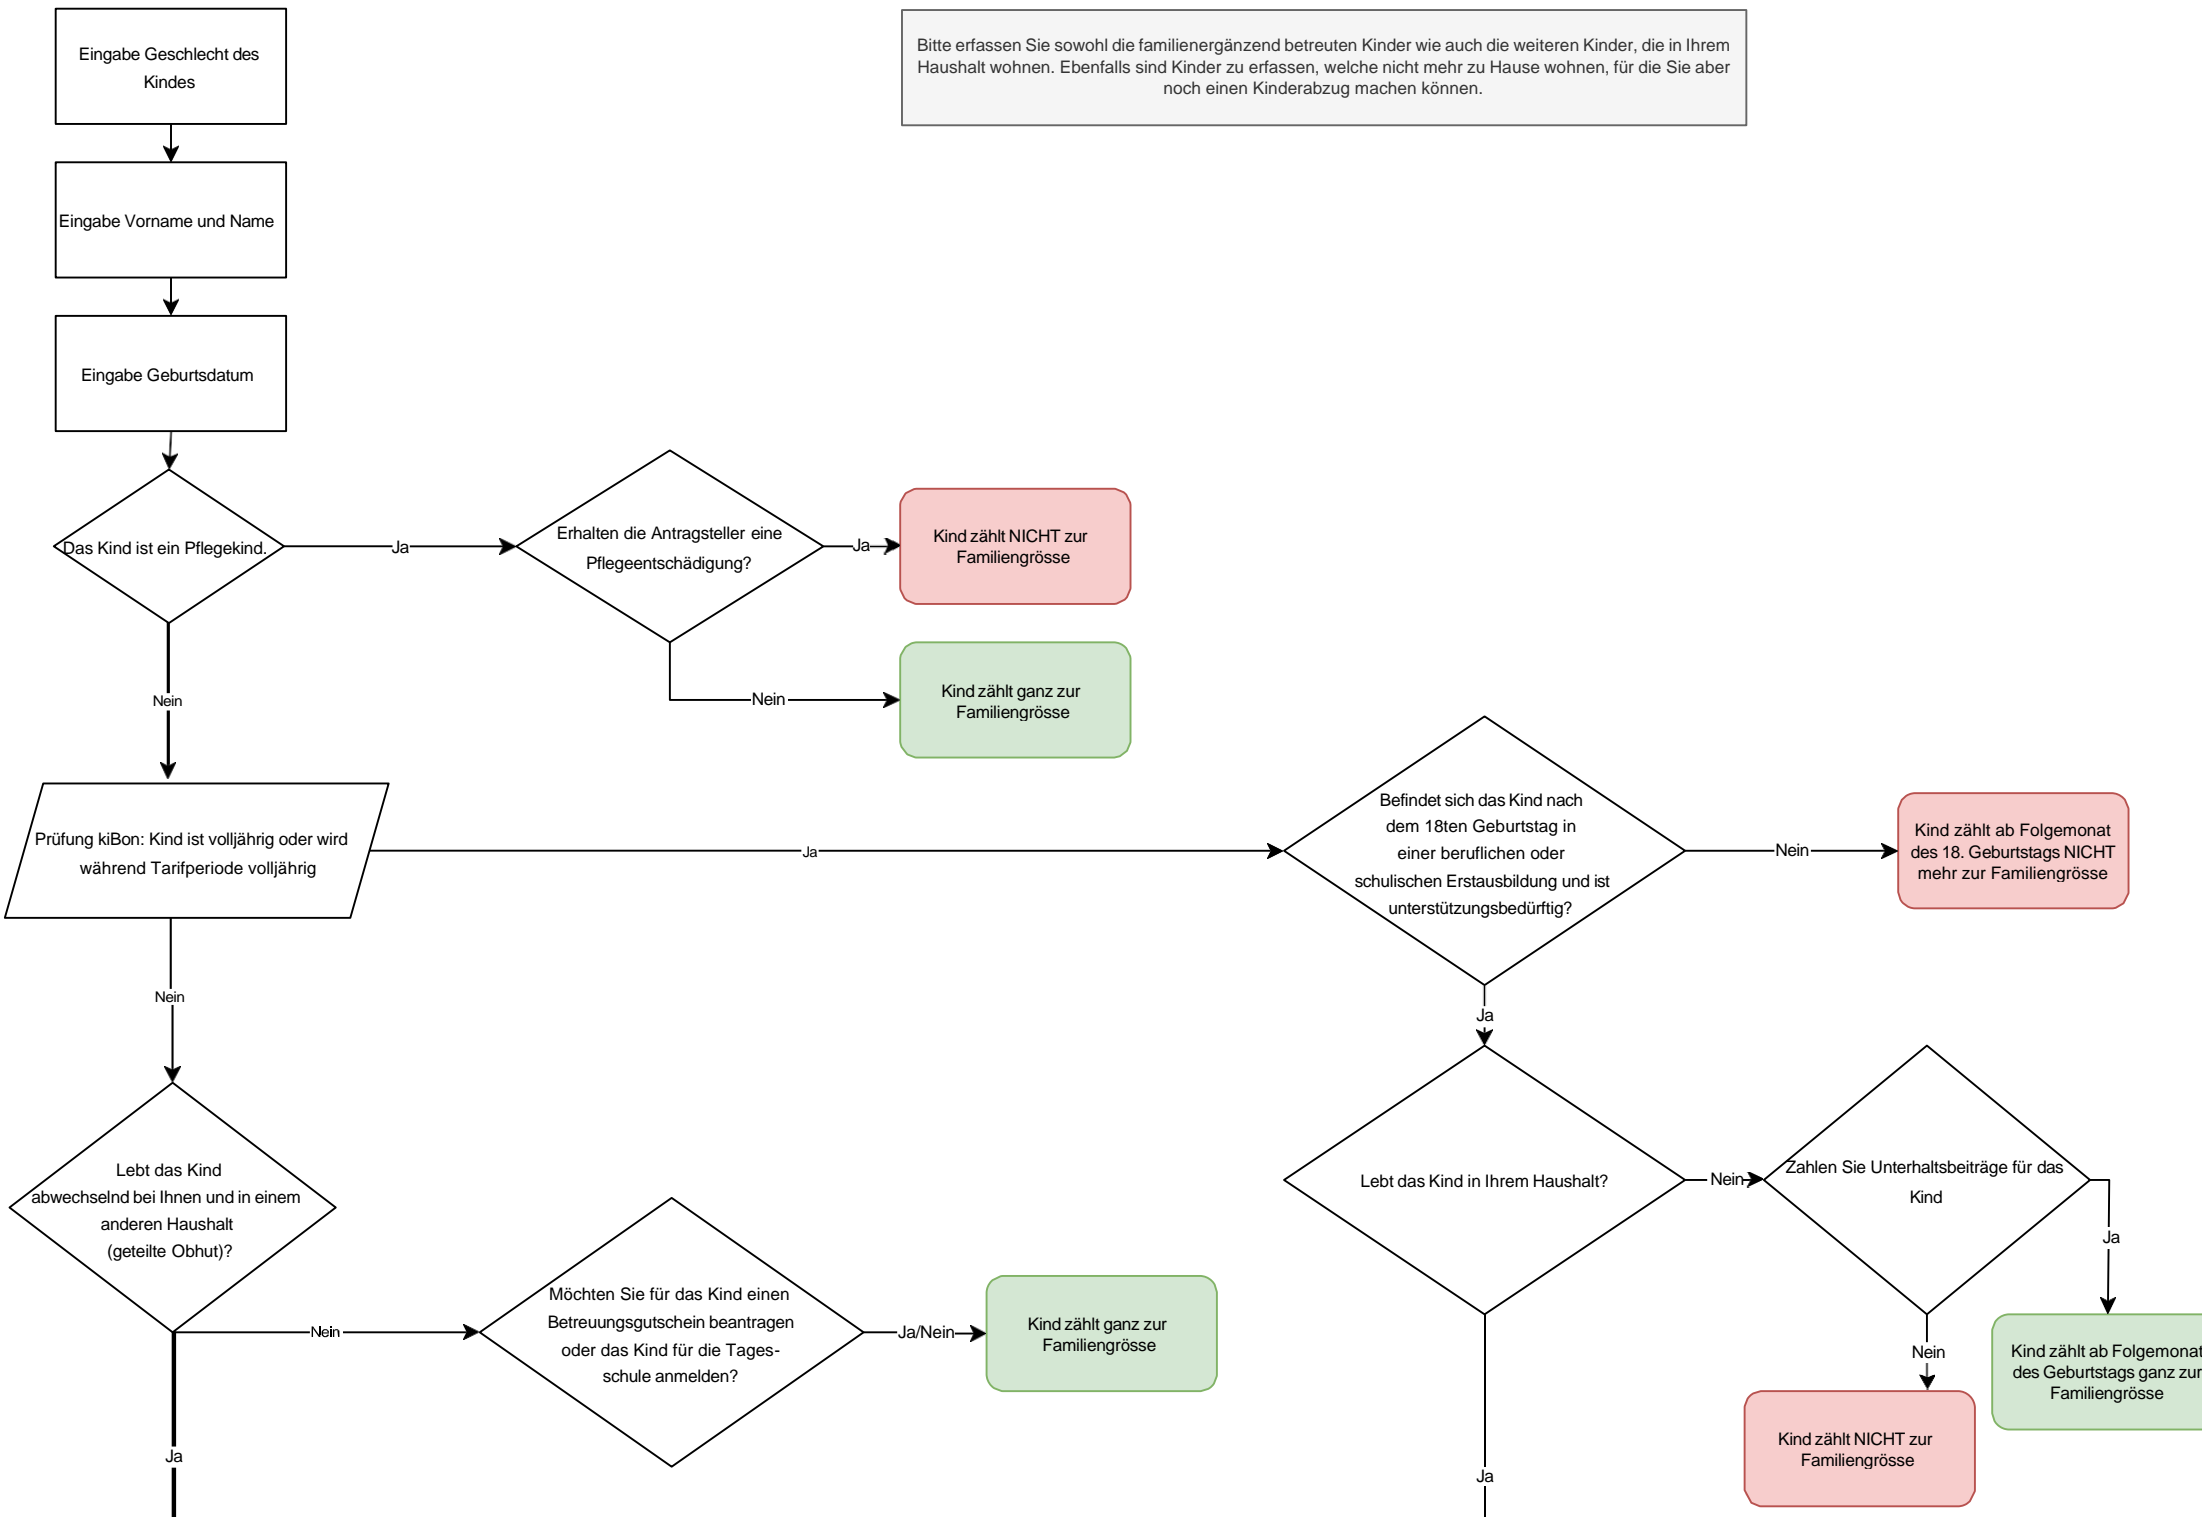 Eingabe Geschlecht des
Kindes
Bitte erfassen Sie sowohl die familienergänzend betreuten Kinder wie auch die weiteren Kinder, die in Ihrem
Haushalt wohnen. Ebenfalls sind Kinder zu erfassen, welche nicht mehr zu Hause wohnen, für die Sie aber
noch einen Kinderabzug machen können.
Eingabe Vorname und Name
Eingabe Geburtsdatum
Das Kind ist ein Pflegekind.
Ja
Erhalten die Antragsteller eine
Pflegeentschädigung?
Ja
Kind zählt NICHT zur
Familiengrösse
Nein
Nein
Kind zählt ganz zur
Familiengrösse
Prüfung kiBon: Kind ist volljährig oder wird
während Tarifperiode volljährig
Ja
Befindet sich das Kind nach
dem 18ten Geburtstag in
einer beruflichen oder
schulischen Erstausbildung und ist
unterstützungsbedürftig?
Nein
Kind zählt ab Folgemonat
des 18. Geburtstags NICHT
mehr zur Familiengrösse
Nein
Ja
Lebt das Kind
abwechselnd bei Ihnen und in einem
anderen Haushalt
(geteilte Obhut)?
Lebt das Kind in Ihrem Haushalt?
Nein
Zahlen Sie Unterhaltsbeiträge für das
Kind
Ja
Nein
Möchten Sie für das Kind einen
Betreuungsgutschein beantragen
oder das Kind für die Tages-
schule anmelden?
Ja/Nein
Kind zählt ganz zur
Familiengrösse
Nein
Kind zählt ab Folgemonat
des Geburtstags ganz zur
Familiengrösse
Kind zählt NICHT zur
Familiengrösse
Ja
Ja